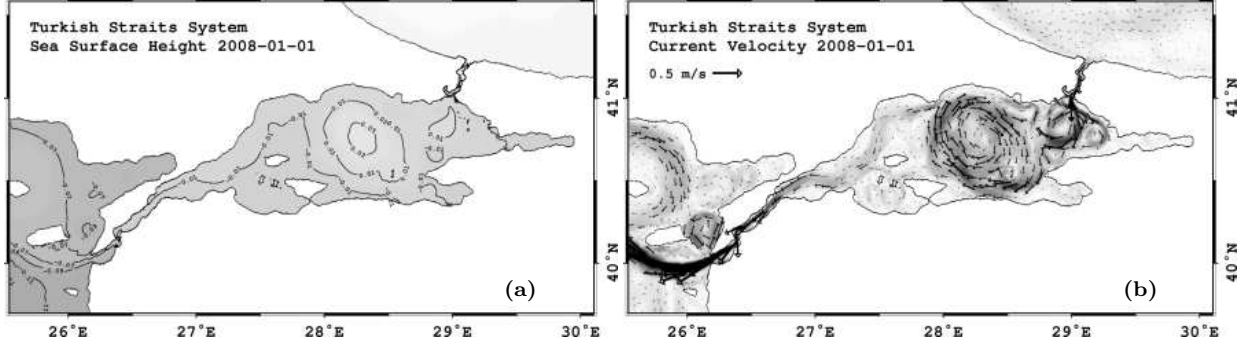 Turkish Straits System
Sea Surface Height 2008-01-01
41°N
40°N
(a)
26°E 27°E 28°E 29°E 30°E
Turkish Straits System
Current Velocity 2008-01-01
0.5 m/s
41°N
40°N
(b)
26°E 27°E 28°E 29°E 30°E